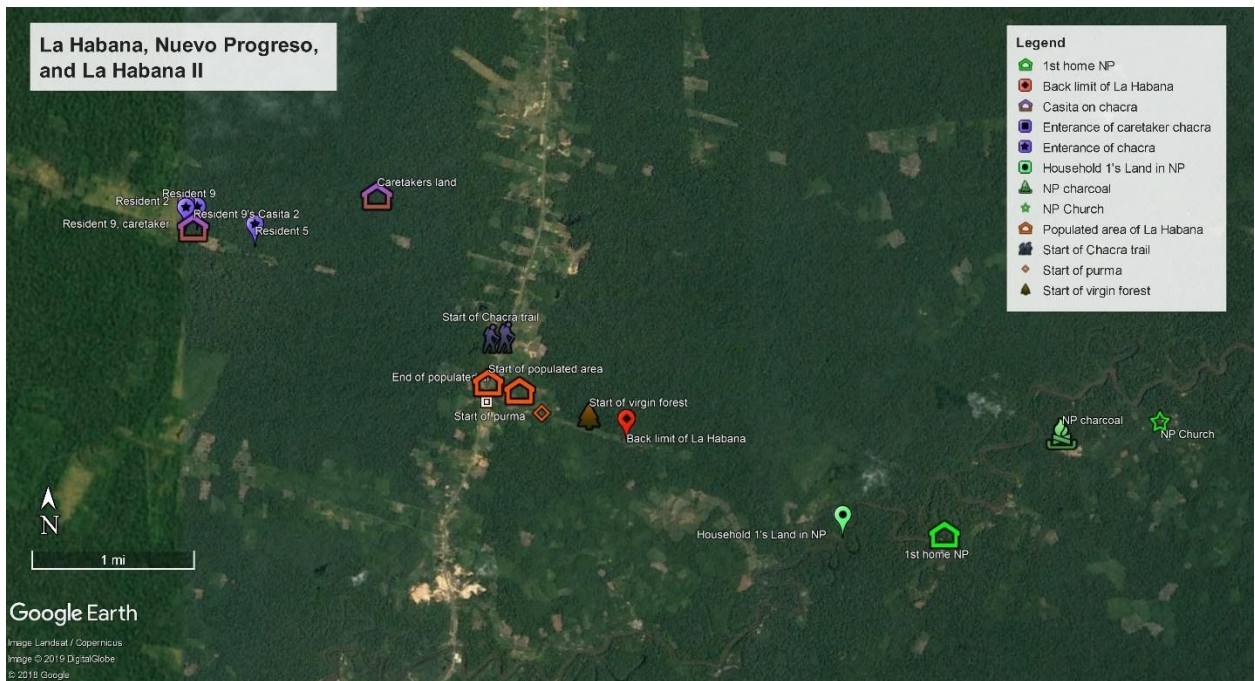 La Habana, Nuevo Progreso,
and La Habana II
Legend
1st home NP
Back limit of La Habana
Casita on chacra
Enterance of caretaker chacra
Enterance of chacra
Household 1's Land in NP
NP charcoal
NP Church
Populated area of La Habana
Start of Chacra trail
Start of purma
Start of virgin forest
Caretakers land
Resident 9
Resident 2
Resident 9's Casita 2
Resident 9, caretaker
Resident 5
Start of Chacra trail
Start of populated area
End of populated
Start of virgin forest
Start of purma
NP charcoal
NP Church
Back limit of La Habana
Household 1's Land in NP
1st home NP
N
1 mi
Google Earth
Image Landsat / Copernicus
Image © 2019 DigitalGlobe
© 2018 Google